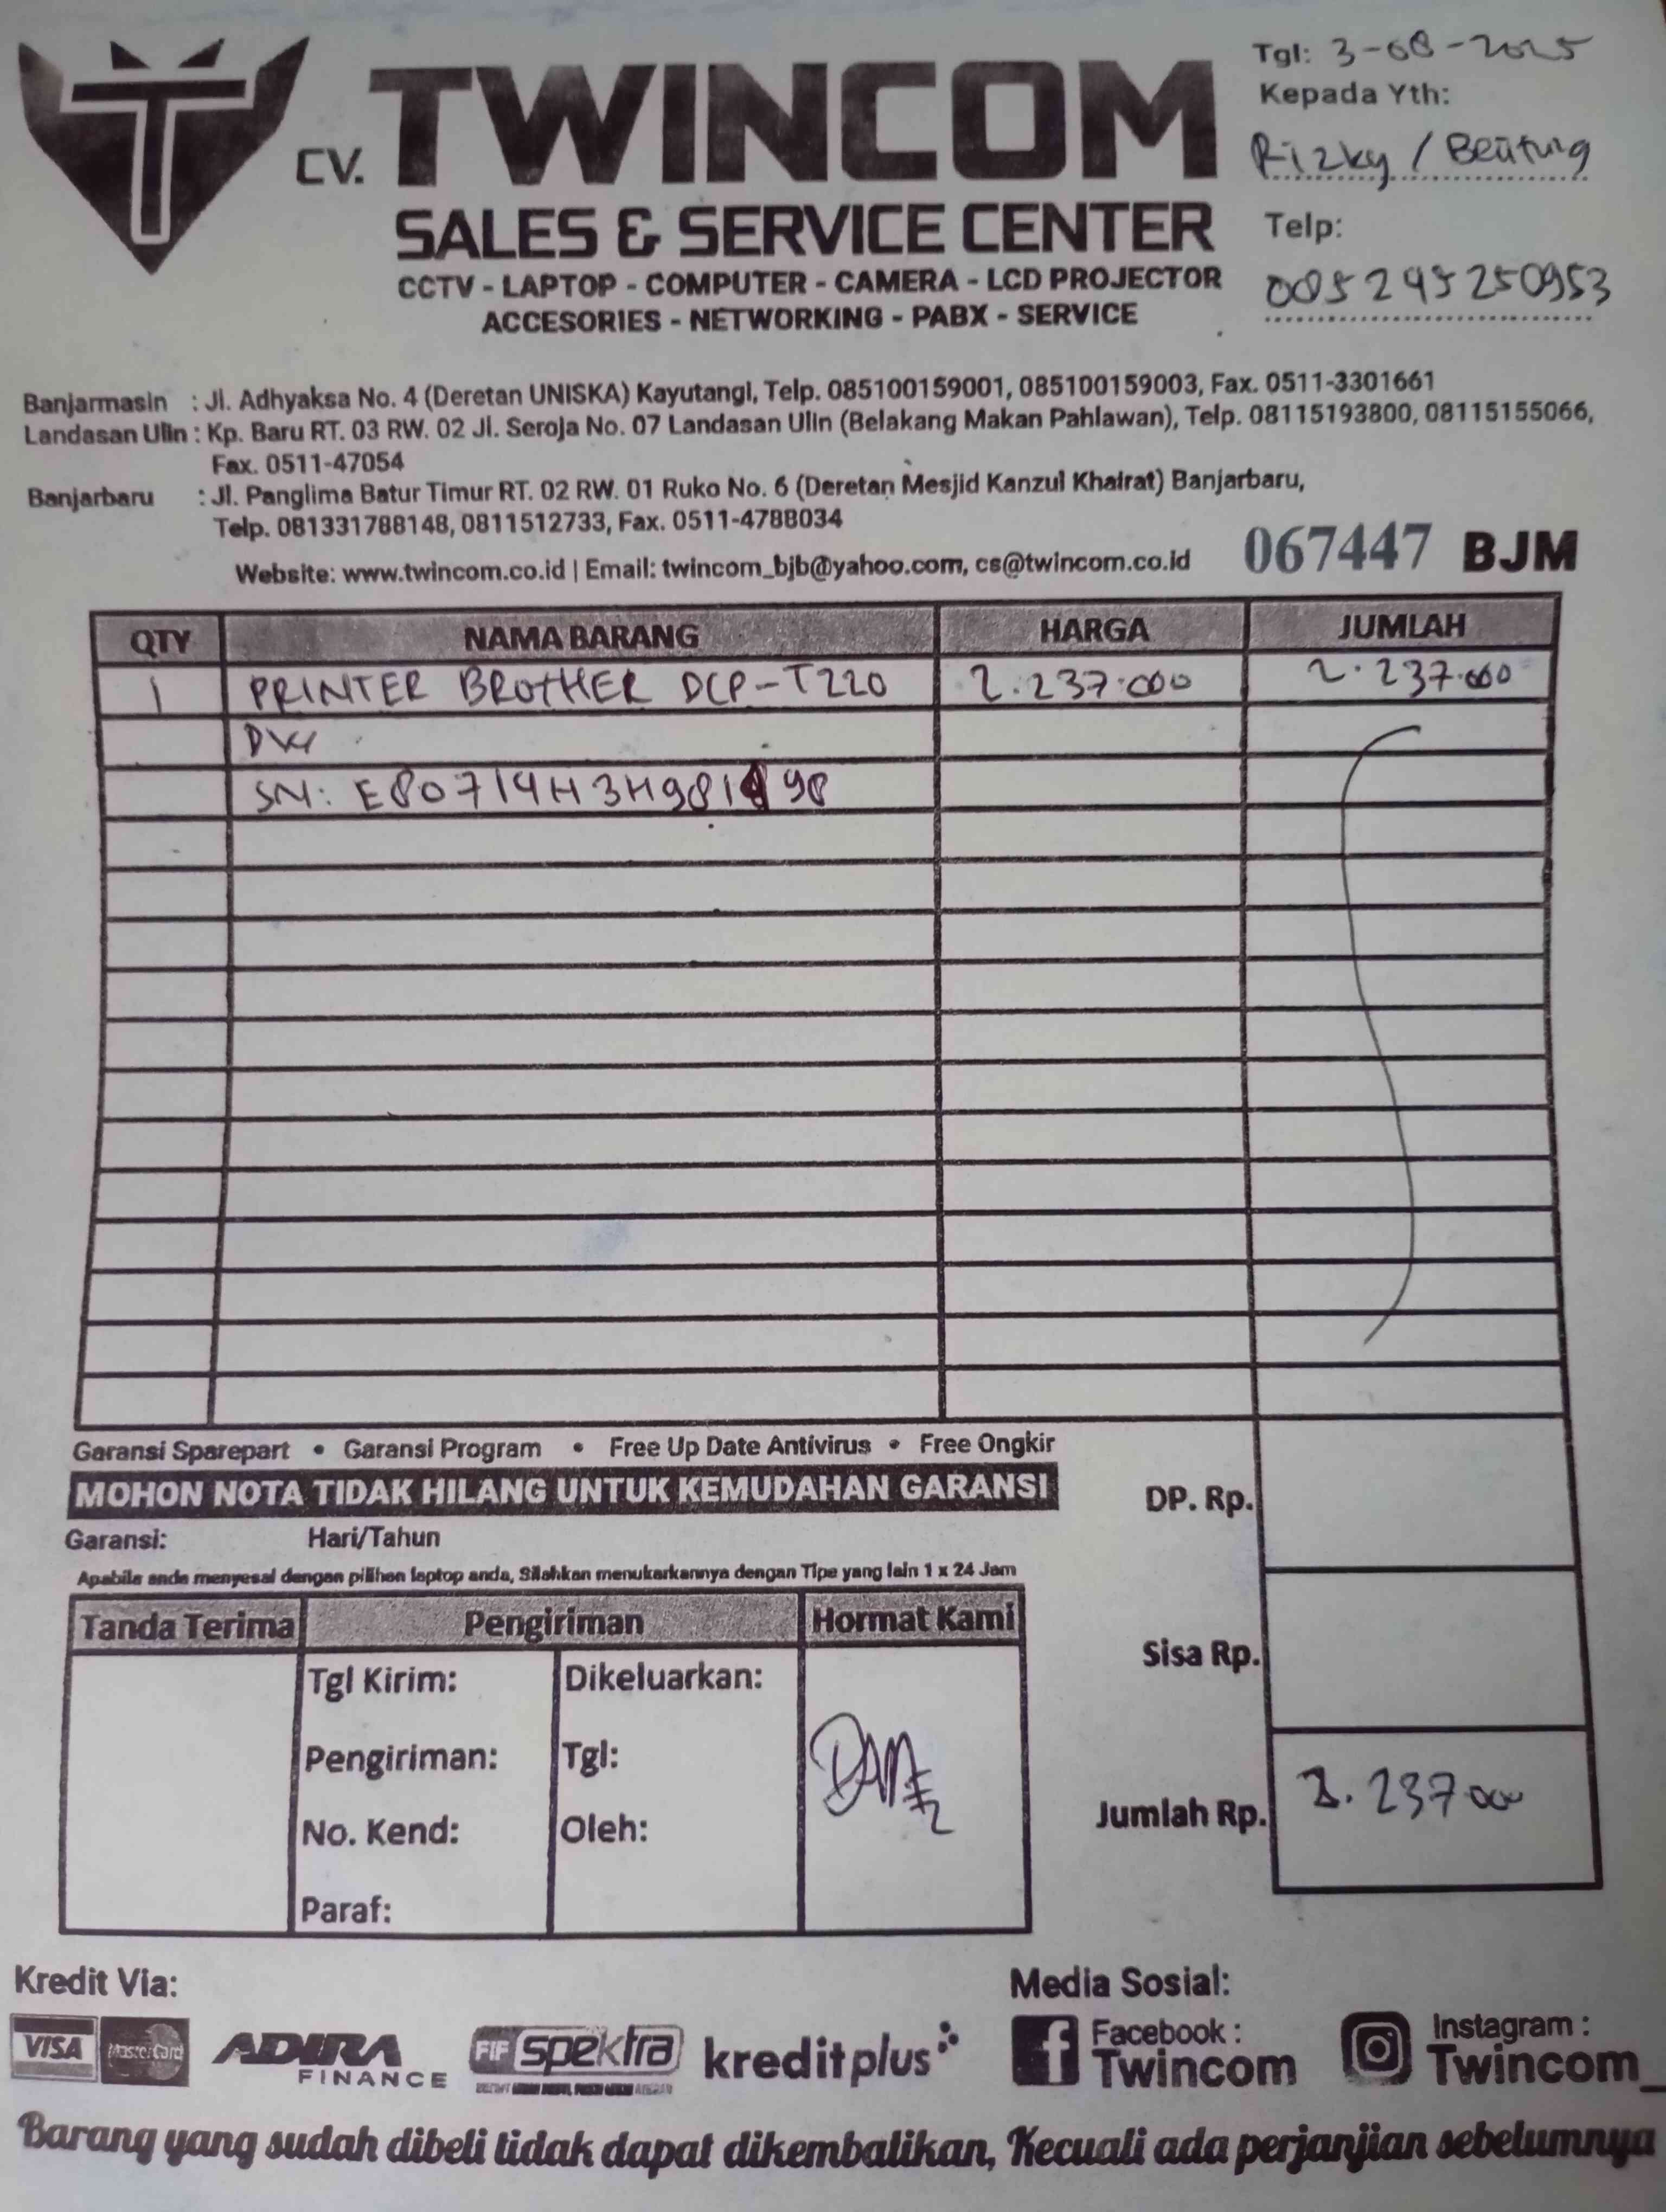 Tgl: 3-08-2025
Kepada Yth:
Rizky /
Telp:
CV. TWINCOM
SALES & SERVICE CENTER
CCTV - LAPTOP - COMPUTER - CAMERA - LCD PROJECTOR
ACCESORIES - NETWORKING - PABX - SERVICE
Banjarmasin : Jl. Adhyaksa No. 4 (Deretan UNISKA) Kayutangi, Telp. 085100159001, 085100159003, Fax. 0511-3301661
Landasan Ulin : Kp. Baru RT. 03 RW. 02 Jl. Seroja No. 07 Landasan Ulin (Belakang Makan Pahlawan), Telp. 08115193800, 08115155066,
Fax. 0511-47054
Banjarbaru : Jl. Panglima Batur Timur RT. 02 RW. 01 Ruko No. 6 (Deretan Mesjid Kanzul Khairat) Banjarbaru,
Telp. 081331788148, 0811512733, Fax. 0511-4788034
Website: www.twincom.co.id | Email: twincom_bjb@yahoo.com, cs@twincom.co.id
067447 BJM
QTY NAMA BARANG HARGA JUMLAH
1 PRINTER BROTHER DCP-T220 2.237.000 2.237.000
SN:
Garansi Sparepart • Garansi Program • Free Up Date Antivirus • Free Ongkir
MOHON NOTA TIDAK HILANG UNTUK KEMUDAHAN GARANSI
Garansi: Hari/Tahun
Apabila anda menyesal dengan pilihan laptop anda, Silahkan menukarkannya dengan Tipe yang lain 1 x 24 Jam
DP. Rp.
Sisa Rp.
Jumlah Rp. 2.237.000
Tanda Terima Pengiriman Hormat Kami
Tgl Kirim: Dikeluarkan:
Pengiriman: Tgl:
No. Kend: Oleh:
Paraf:
Kredit Via:
VISA MasterCard ADIRA FINANCE FIF spektra kreditplus
Media Sosial:
Facebook : Twincom
Instagram : Twincom_
Barang yang sudah dibeli tidak dapat dikembalikan, Kecuali ada perjanjian sebelumnya